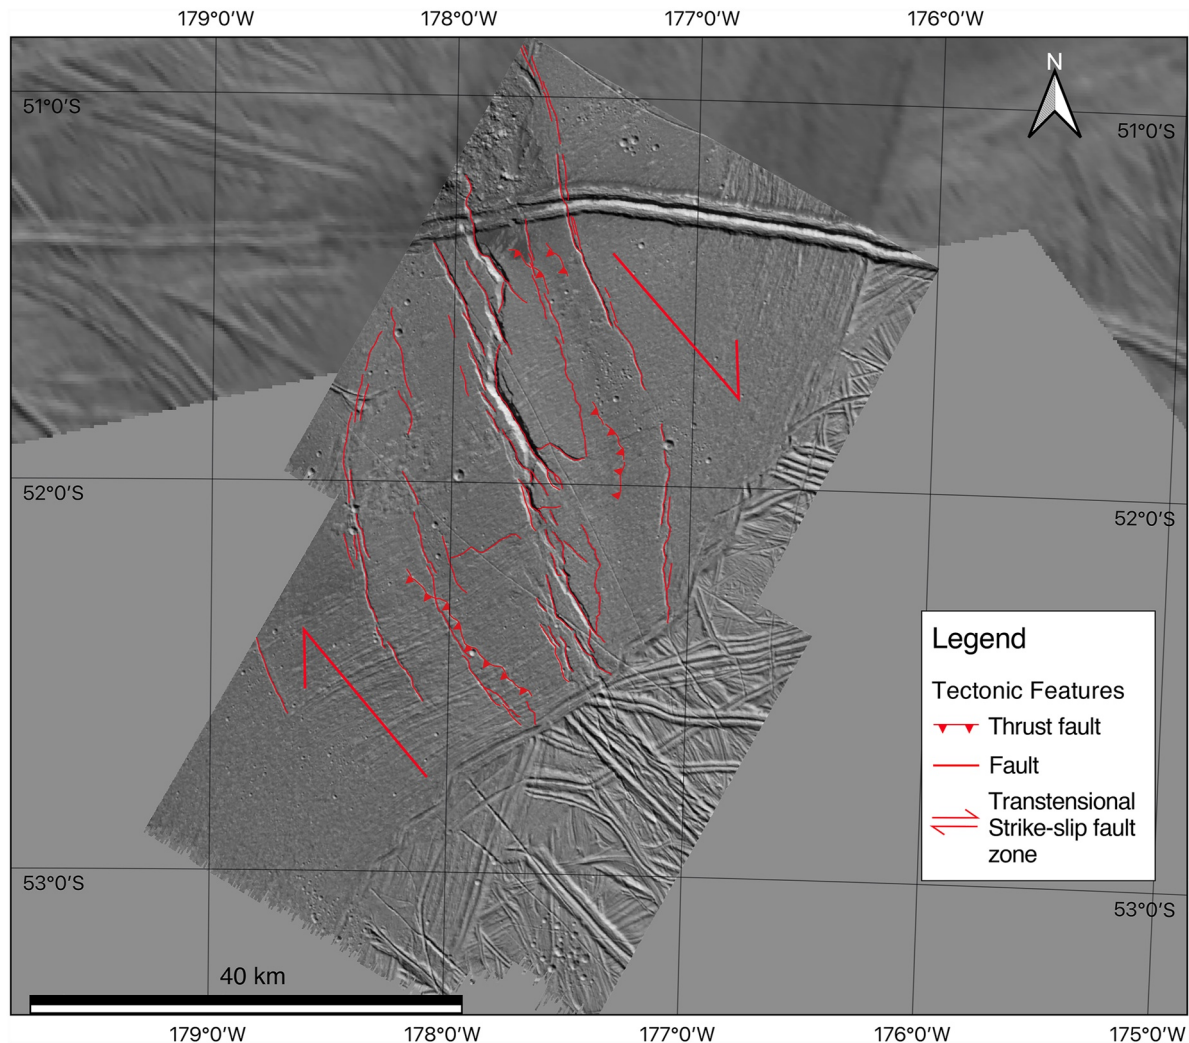 179°0'W 178°0'W 177°0'W 176°0'W
N
51°0'S
51°0'S
52°0'S
52°0'S
Legend
Tectonic Features
Thrust fault
Fault
Transtensional
Strike-slip fault
zone
53°0'S
53°0'S
40 km
179°0'W 178°0'W 177°0'W 176°0'W 175°0'W